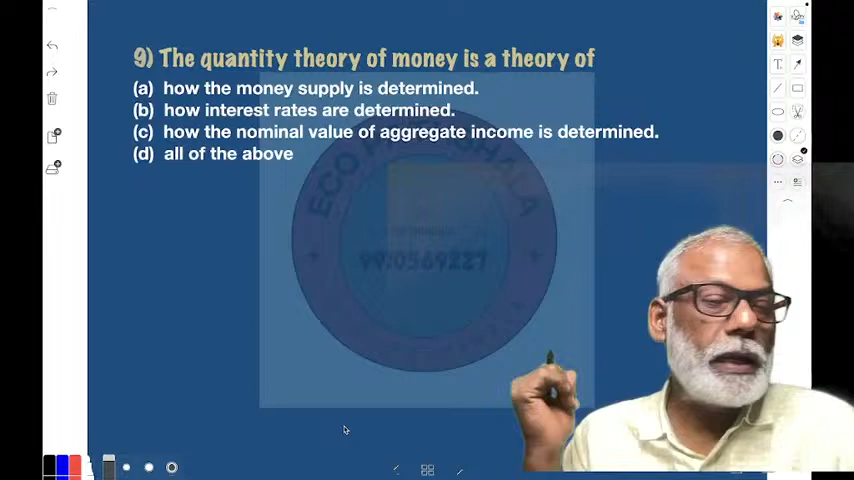 9) The quantity theory of money is a theory of
(a) how the money supply is determined.
(b) how interest rates are determined.
(c) how the nominal value of aggregate income is determined.
(d) all of the above